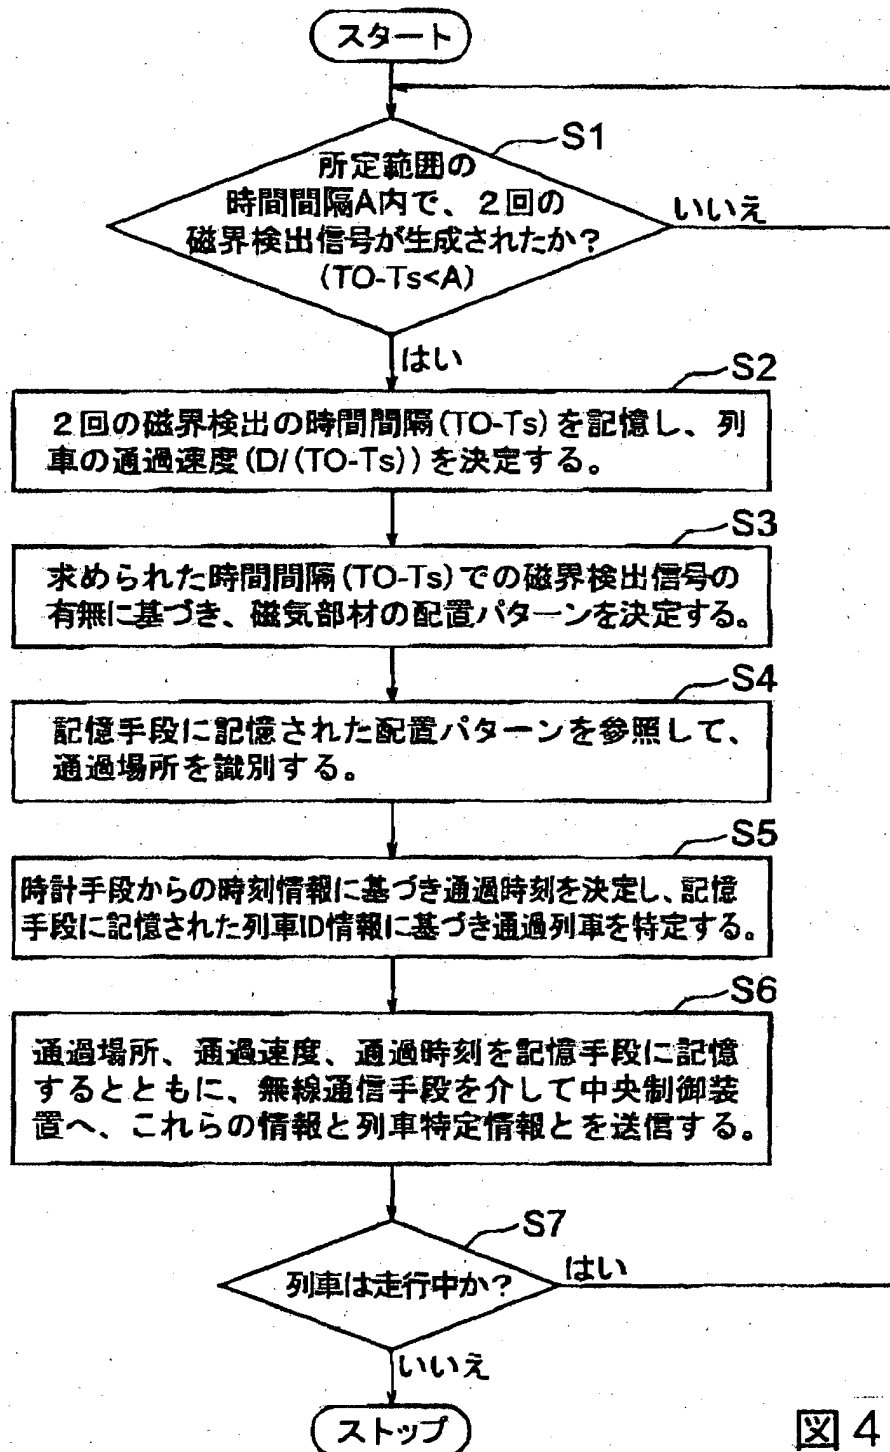 スタート
S1
所定範囲の
時間間隔A内で、2回の
磁界検出信号が生成されたか?
(TO-Ts<A)
いいえ
はい
S2
2回の磁界検出の時間間隔(TO-Ts)を記憶し、列
車の通過速度(D/(TO-Ts))を決定する。
S3
求められた時間間隔(TO-Ts)での磁界検出信号の
有無に基づき、磁気部材の配置パターンを決定する。
S4
記憶手段に記憶された配置パターンを参照して、
通過場所を識別する。
S5
時計手段からの時刻情報に基づき通過時刻を決定し、記憶
手段に記憶された列車ID情報に基づき通過列車を特定する。
S6
通過場所、通過速度、通過時刻を記憶手段に記憶
するとともに、無線通信手段を介して中央制御装
置へ、これらの情報と列車特定情報とを送信する。
S7
列車は走行中か?
はい
いいえ
ストップ
図4